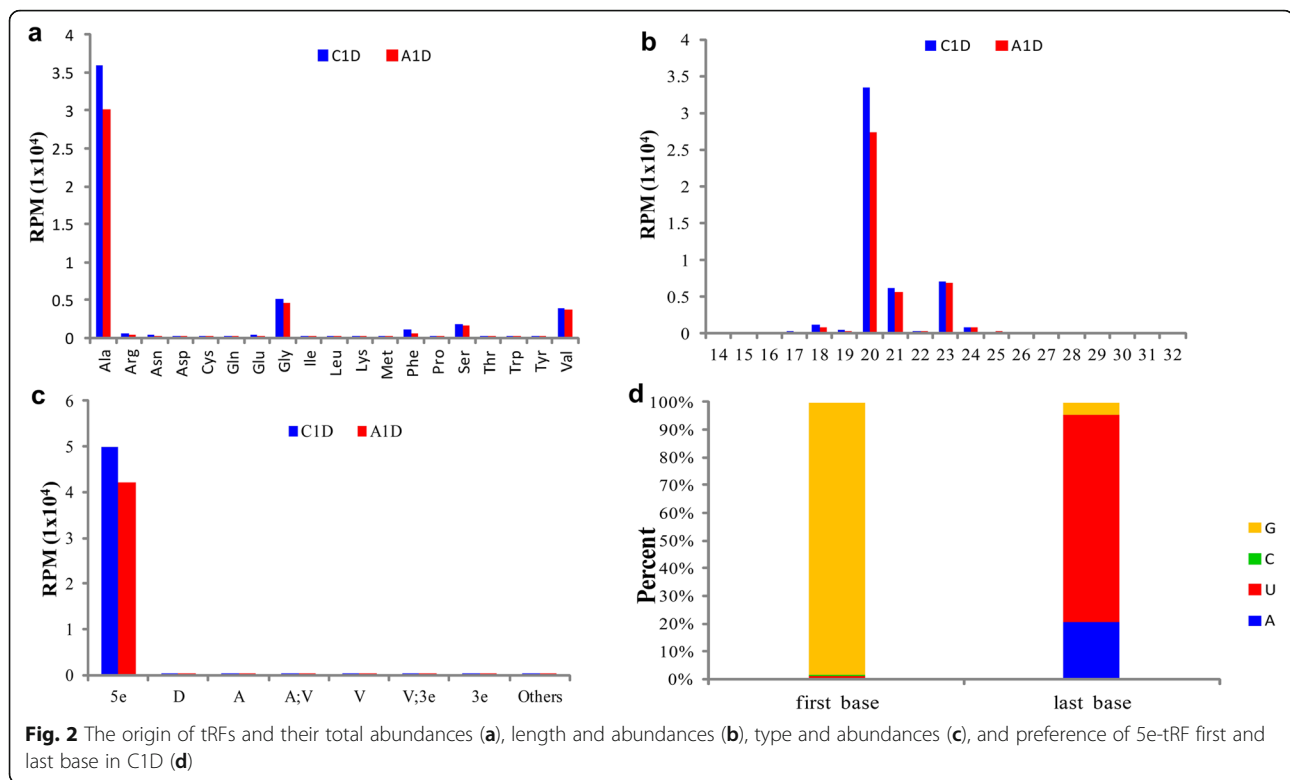 a
4
3.5
3
2.5
2
1.5
1
0.5
0
RPM (1x10⁴)
C1D A1D
Ala Arg Asn Asp Cys Gln Glu Gly Ile Leu Lys Met Phe Pro Ser Thr Trp Tyr Val
b
4
3.5
3
2.5
2
1.5
1
0.5
0
RPM (1x10⁴)
C1D A1D
14 15 16 17 18 19 20 21 22 23 24 25 26 27 28 29 30 31 32
c
6
5
4
3
2
1
0
RPM (1x10⁴)
C1D A1D
5e D A A;V V V;3e 3e Others
d
100%
90%
80%
70%
60%
50%
40%
30%
20%
10%
0%
Percent
first base last base
G
C
U
A
Fig. 2 The origin of tRFs and their total abundances (a), length and abundances (b), type and abundances (c), and preference of 5e-tRF first and
last base in C1D (d)